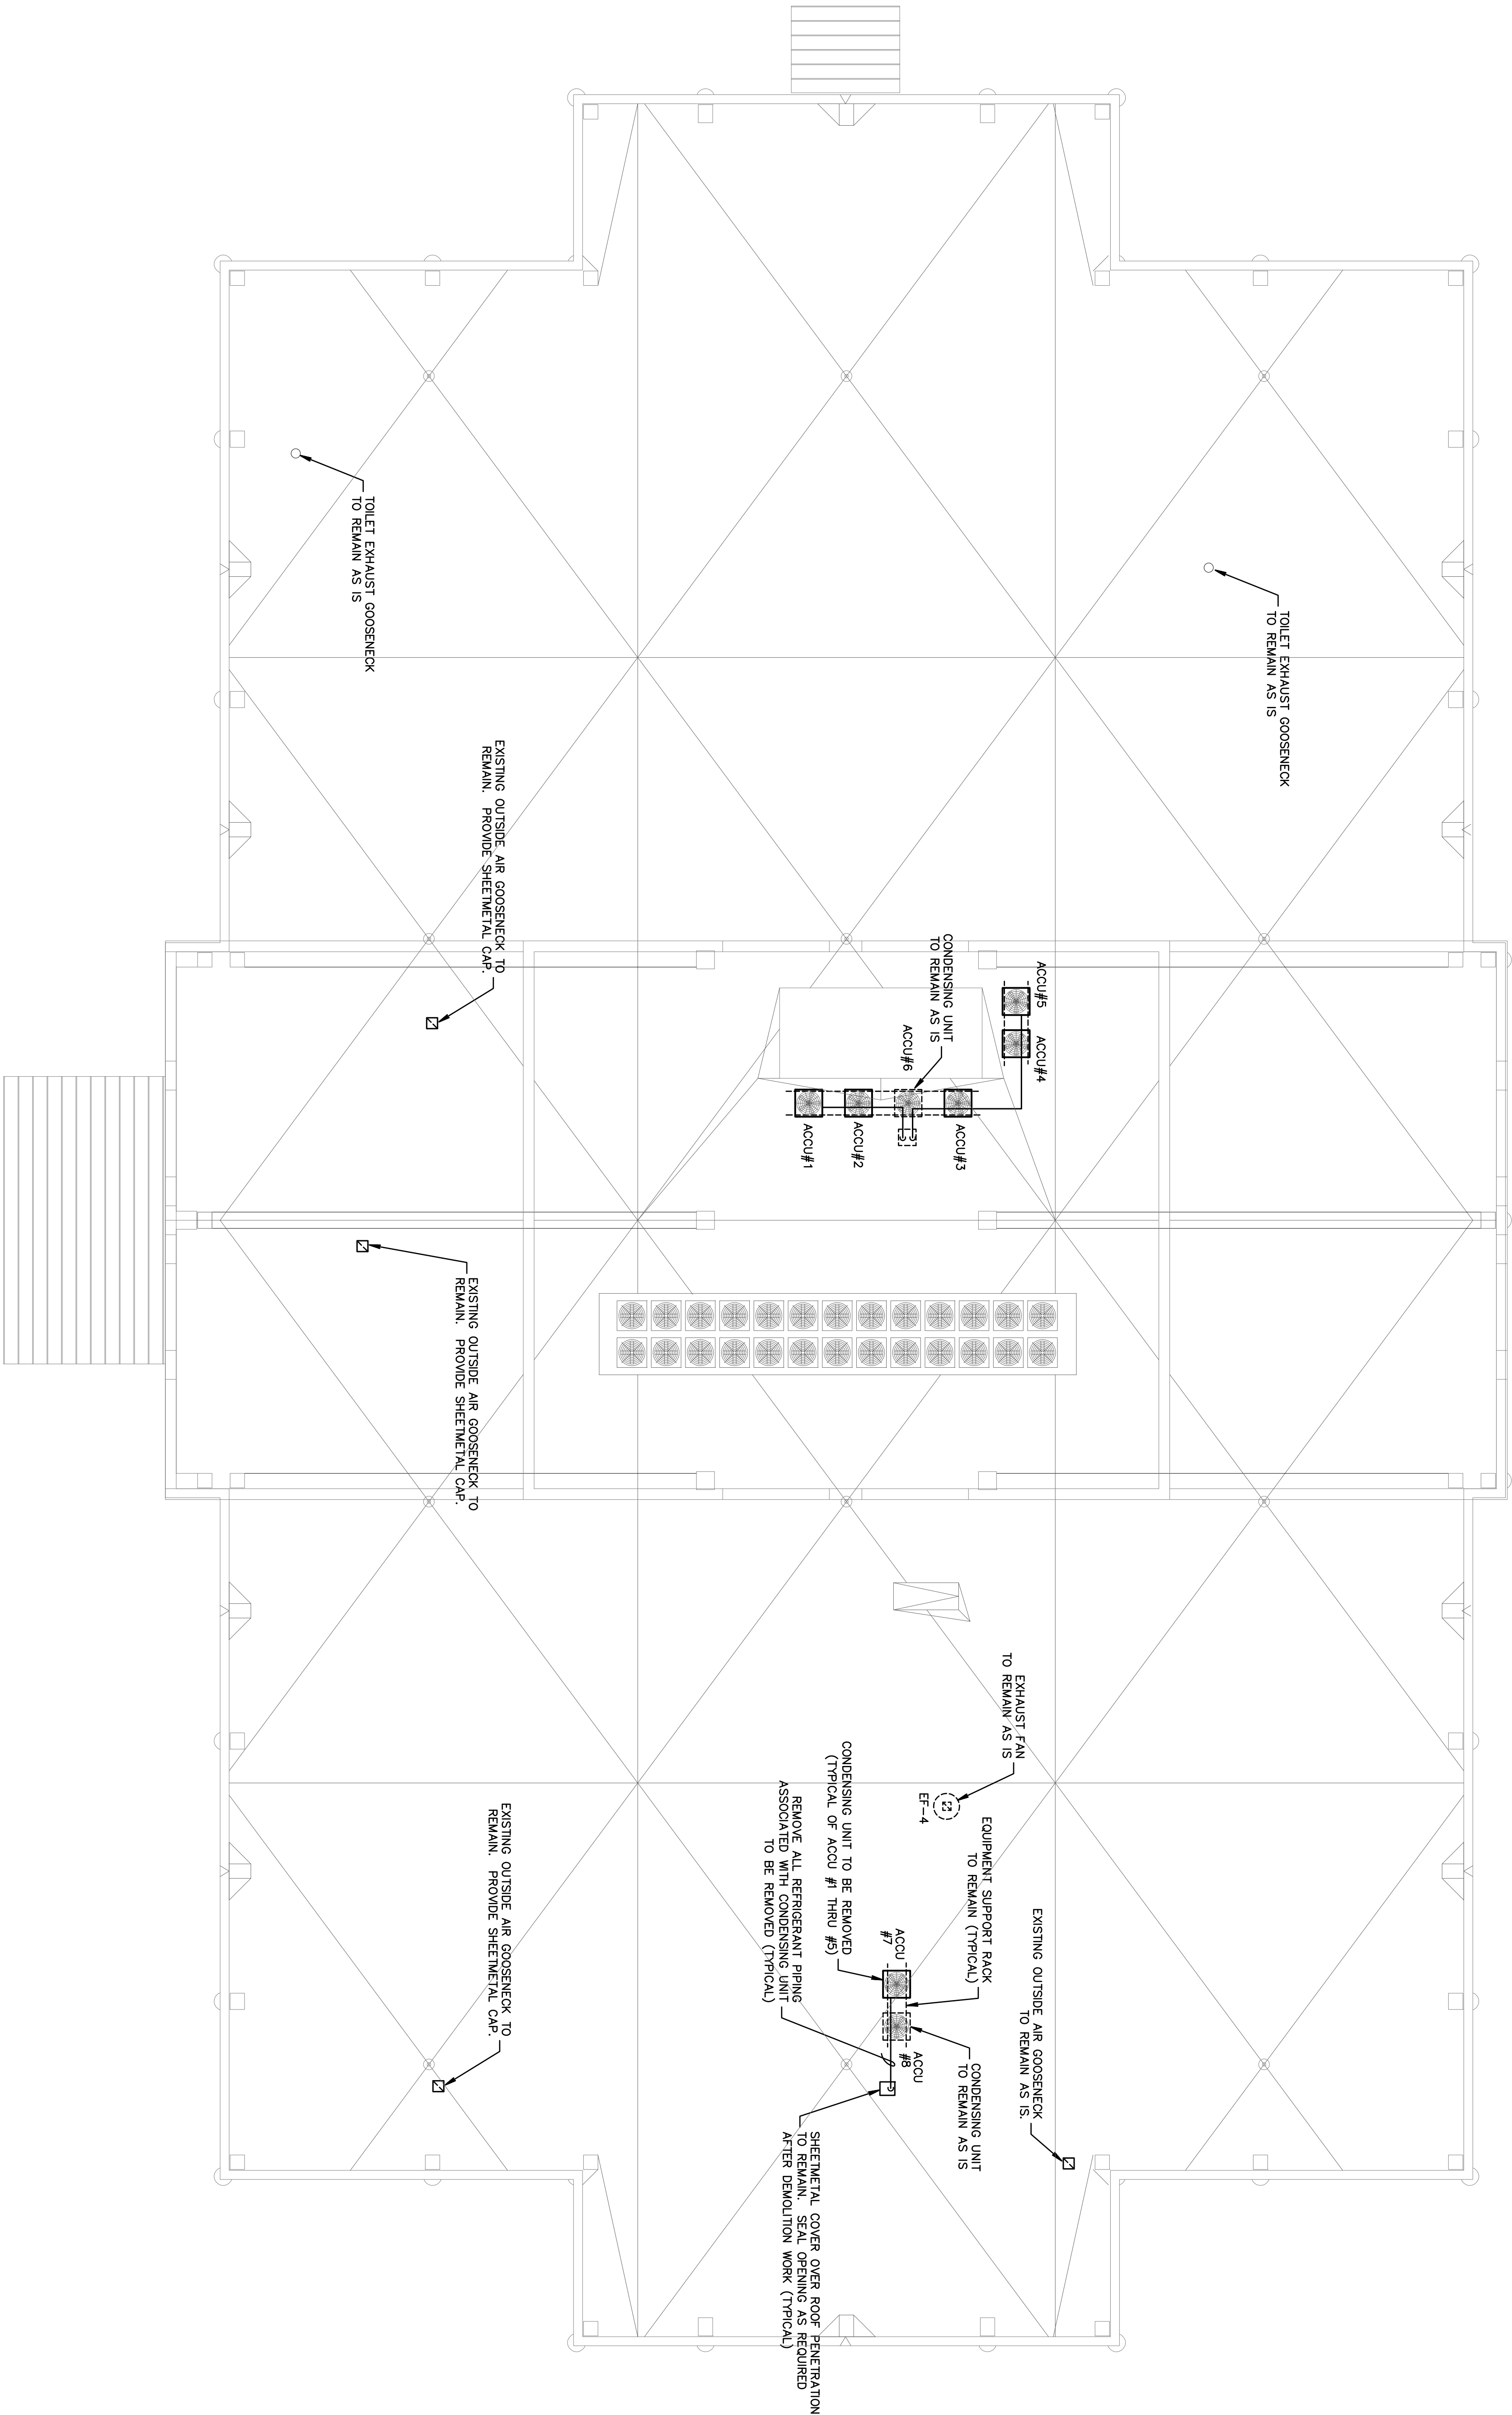 TOILET EXHAUST GOOSENECK
TO REMAIN AS IS
TOILET EXHAUST GOOSENECK
TO REMAIN AS IS
EXISTING OUTSIDE AIR GOOSENECK TO
REMAIN.  PROVIDE SHEETMETAL CAP.
CONDENSING UNIT
TO REMAIN AS IS
ACCU#5
ACCU#4
ACCU#6
ACCU#3
ACCU#2
ACCU#1
EXISTING OUTSIDE AIR GOOSENECK TO
REMAIN.  PROVIDE SHEETMETAL CAP.
EXHAUST FAN
TO REMAIN AS IS
EF-4
EQUIPMENT SUPPORT RACK
TO REMAIN (TYPICAL)
EXISTING OUTSIDE AIR GOOSENECK
TO REMAIN AS IS.
CONDENSING UNIT TO BE REMOVED
(TYPICAL OF ACCU #1 THRU #5)
REMOVE ALL REFRIGERANT PIPING
ASSOCIATED WITH CONDENSING UNIT
TO BE REMOVED (TYPICAL)
ACCU
#7
ACCU
#8
CONDENSING UNIT
TO REMAIN AS IS
EXISTING OUTSIDE AIR GOOSENECK TO
REMAIN.  PROVIDE SHEETMETAL CAP.
SHEETMETAL COVER OVER ROOF PENETRATION
TO REMAIN.  SEAL OPENING AS REQUIRED
AFTER DEMOLITION WORK (TYPICAL)